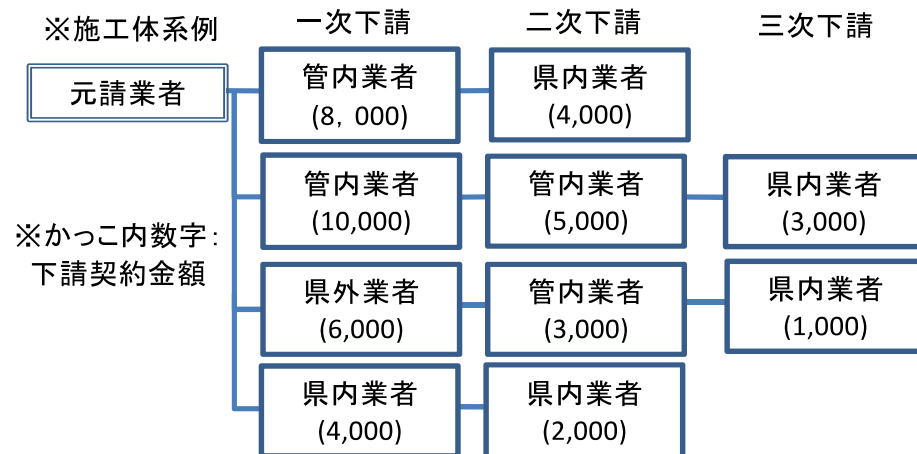 ※施工体系例
一次下請
二次下請
三次下請
元請業者
管内業者
(8，000)
県内業者
(4,000)
管内業者
(10,000)
管内業者
(5,000)
県内業者
(3,000)
※かっこ内数字：
下請契約金額
県外業者
(6,000)
管内業者
(3,000)
県内業者
(1,000)
県内業者
(4,000)
県内業者
(2,000)